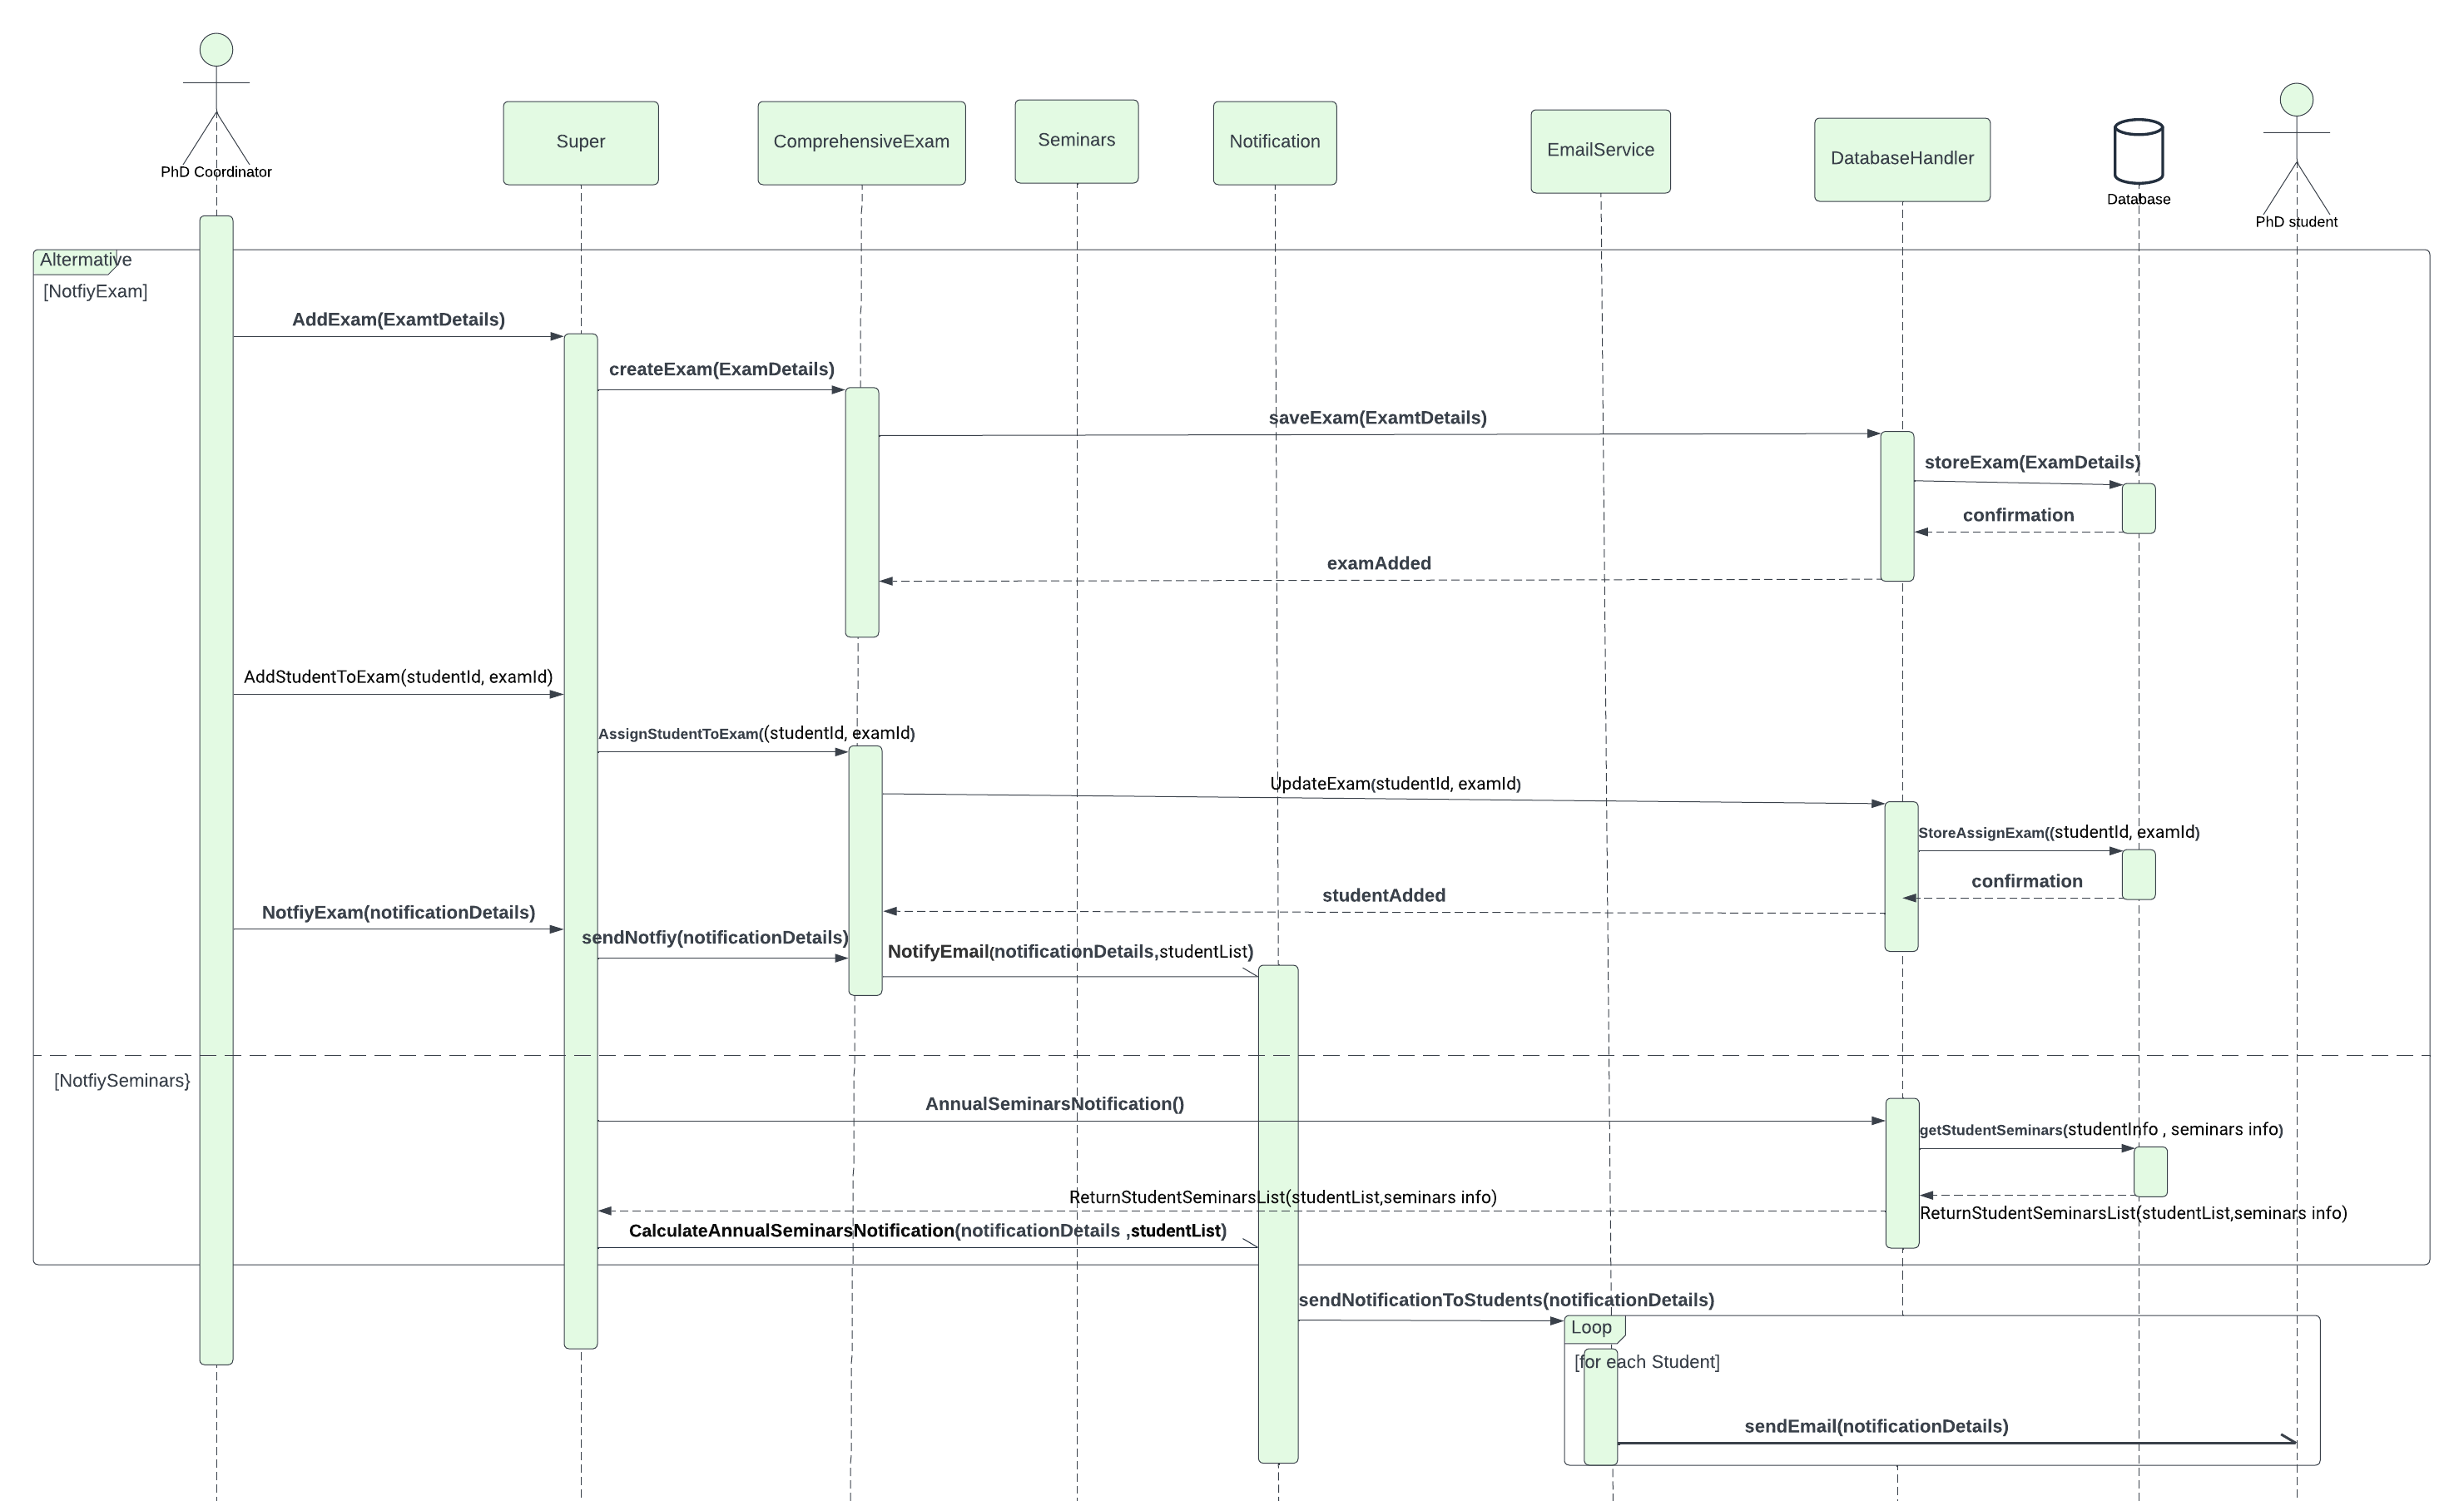 PhD Coordinator
Super
ComprehensiveExam
Seminars
Notification
EmailService
DatabaseHandler
Database
PhD student
Altermative
[NotfiyExam]
AddExam(ExamtDetails)
createExam(ExamDetails)
saveExam(ExamtDetails)
storeExam(ExamDetails)
confirmation
examAdded
AddStudentToExam(studentId, examId)
AssignStudentToExam((studentId, examId)
UpdateExam(studentId, examId)
StoreAssignExam((studentId, examId)
confirmation
studentAdded
NotfiyExam(notificationDetails)
sendNotfiy(notificationDetails)
NotifyEmail(notificationDetails,studentList)
[NotfiySeminars}
AnnualSeminarsNotification()
getStudentSeminars(studentInfo , seminars info)
ReturnStudentSeminarsList(studentList,seminars info)
ReturnStudentSeminarsList(studentList,seminars info)
CalculateAnnualSeminarsNotification(notificationDetails ,studentList)
sendNotificationToStudents(notificationDetails)
Loop
[for each Student]
sendEmail(notificationDetails)